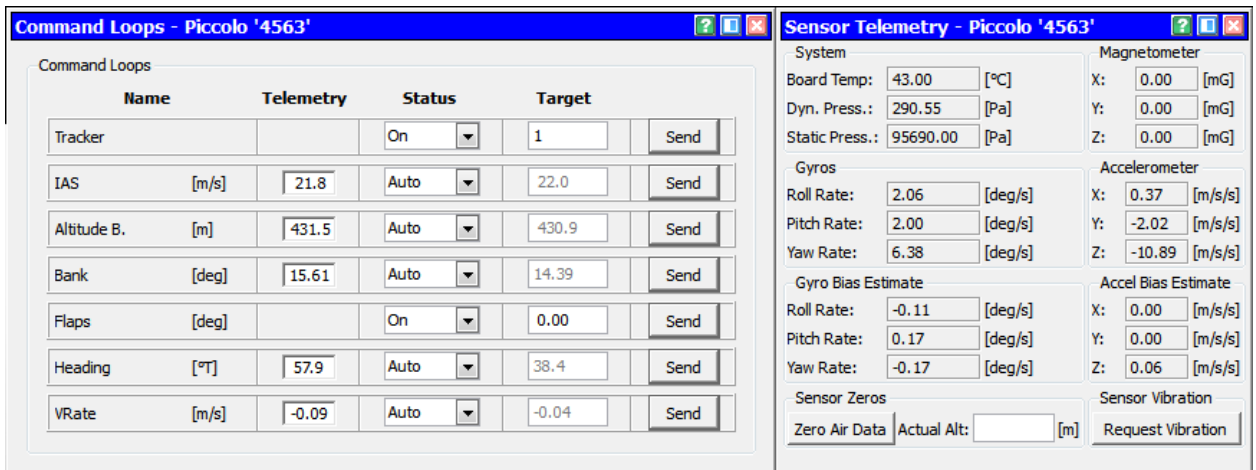 Command Loops - Piccolo '4563'
Command Loops
Name Telemetry Status Target
Tracker On 1 Send
IAS [m/s] 21.8 Auto 22.0 Send
Altitude B. [m] 431.5 Auto 430.9 Send
Bank [deg] 15.61 Auto 14.39 Send
Flaps [deg] On 0.00 Send
Heading [°T] 57.9 Auto 38.4 Send
VRate [m/s] -0.09 Auto -0.04 Send
Sensor Telemetry - Piccolo '4563'
System
Board Temp: 43.00 [°C]
Dyn. Press.: 290.55 [Pa]
Static Press.: 95690.00 [Pa]
Magnetometer
X: 0.00 [mG]
Y: 0.00 [mG]
Z: 0.00 [mG]
Gyros
Roll Rate: 2.06 [deg/s]
Pitch Rate: 2.00 [deg/s]
Yaw Rate: 6.38 [deg/s]
Accelerometer
X: 0.37 [m/s/s]
Y: -2.02 [m/s/s]
Z: -10.89 [m/s/s]
Gyro Bias Estimate
Roll Rate: -0.11 [deg/s]
Pitch Rate: 0.17 [deg/s]
Yaw Rate: -0.17 [deg/s]
Accel Bias Estimate
X: 0.00 [m/s/s]
Y: 0.00 [m/s/s]
Z: 0.06 [m/s/s]
Sensor Zeros
Zero Air Data Actual Alt: [m]
Sensor Vibration
Request Vibration